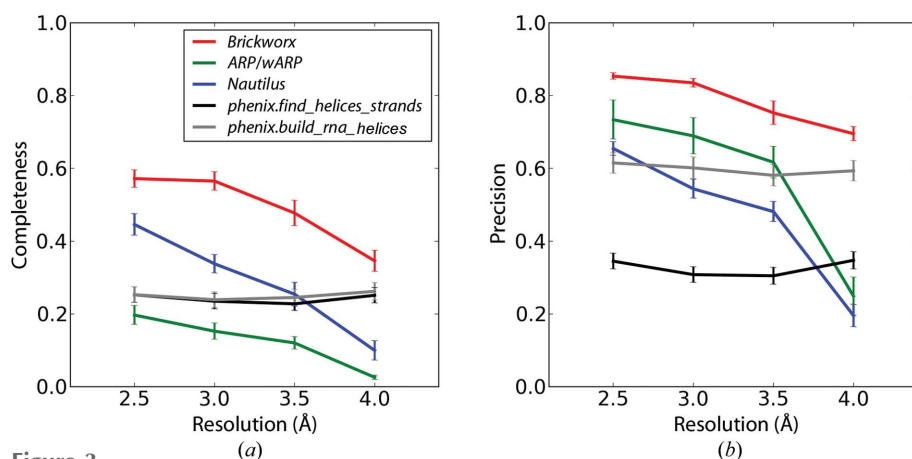 1.0
0.8
0.6
0.4
0.2
0.0
Completeness
Brickworx
ARP/wARP
Nautilus
phenix.find_helices_strands
phenix.build_rna_helices
2.5 3.0 3.5 4.0
Resolution (Å)
(a)
1.0
0.8
0.6
0.4
0.2
0.0
Precision
2.5 3.0 3.5 4.0
Resolution (Å)
(b)